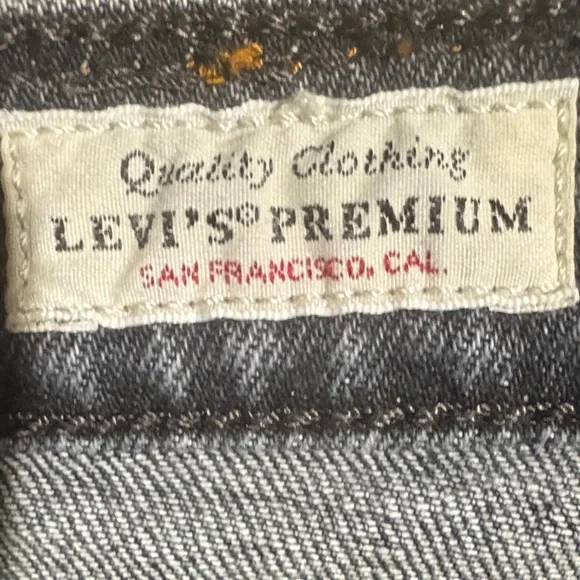 Quality Clothing
LEVI'S® PREMIUM
SAN FRANCISCO, CAL.